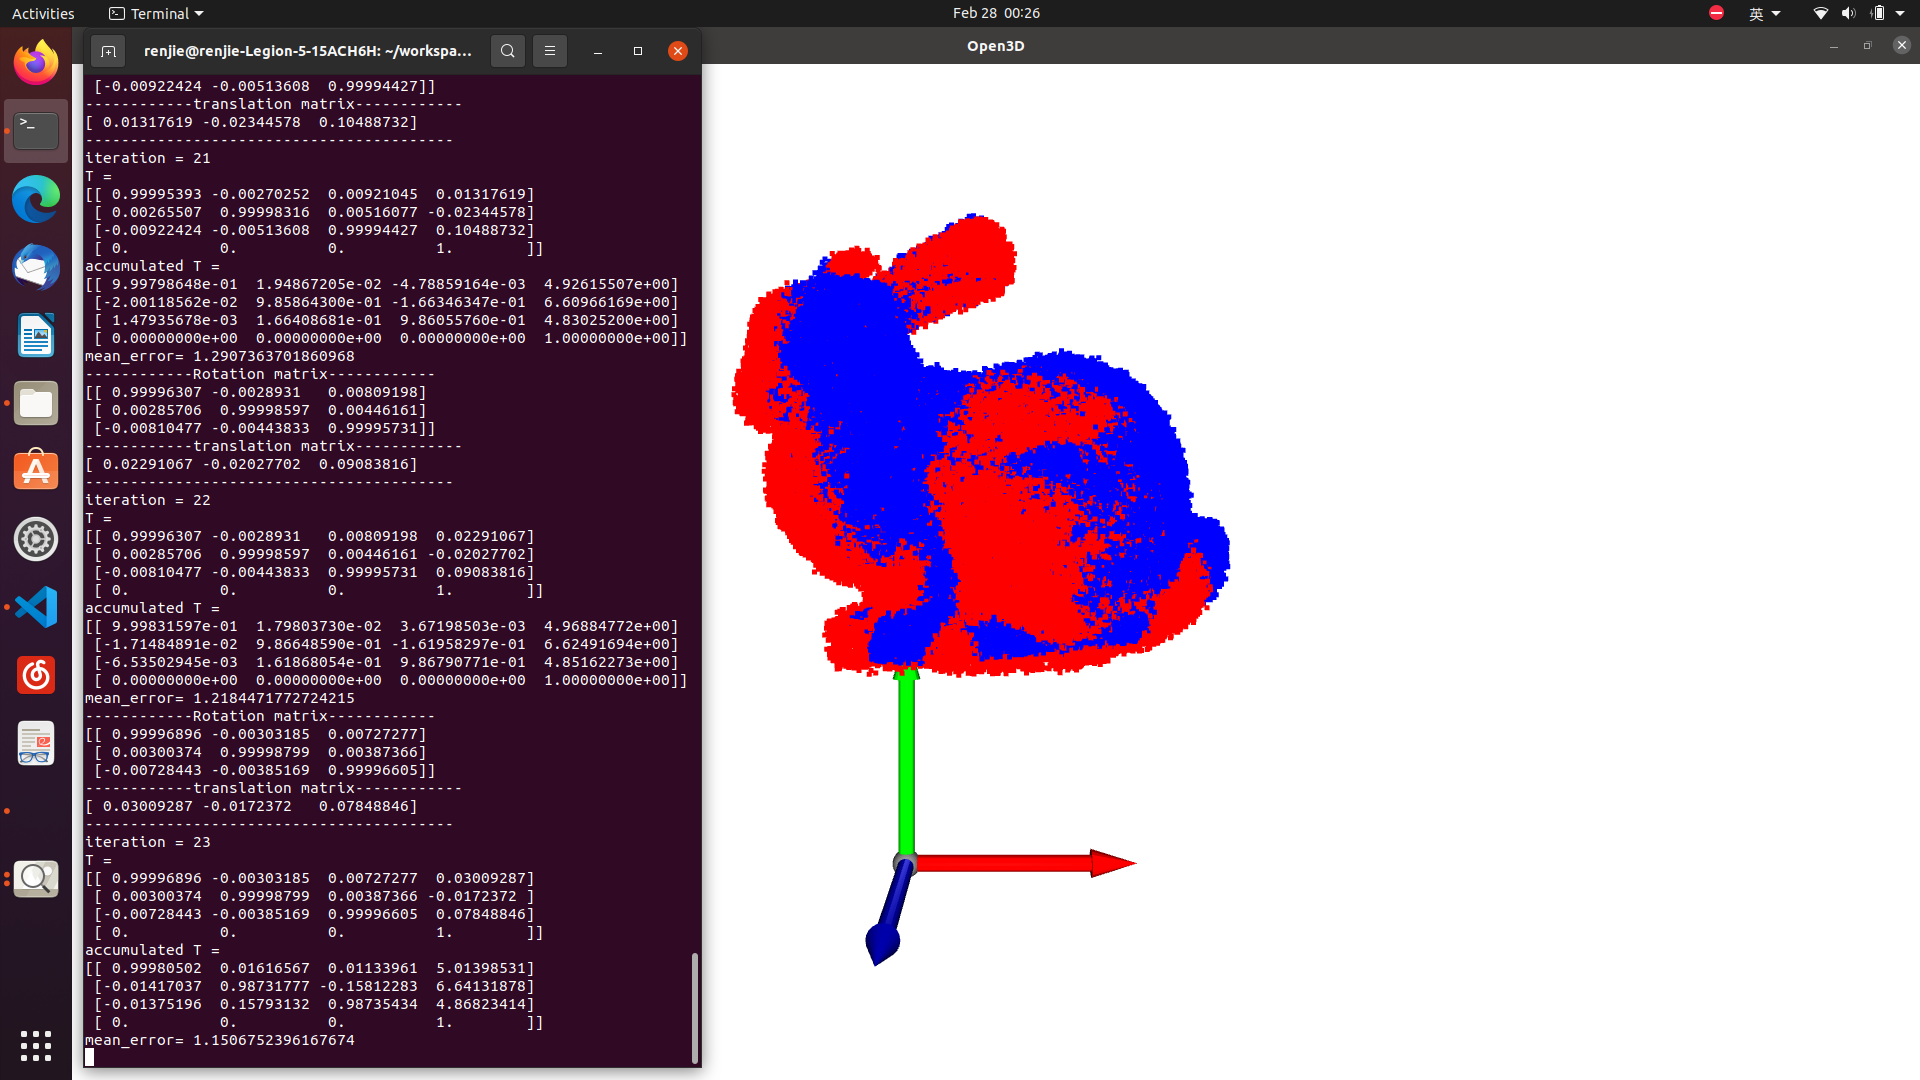 Activities
Terminal
Feb 28 00:26
英
renjie@renjie-Legion-5-15ACH6H: ~/workspa...
Open3D
[-0.00922424 -0.00513608 0.99994427]]
------------translation matrix------------
[ 0.01317619 -0.02344578 0.10488732]
-----------------------------------------
iteration = 21
T =
[[ 0.99995393 -0.00270252 0.00921045 0.01317619]
[ 0.00265507 0.99998316 0.00516077 -0.02344578]
[-0.00922424 -0.00513608 0.99994427 0.10488732]
[ 0. 0. 0. 1. ]]
accumulated T =
[[ 9.99798648e-01 1.94867205e-02 -4.78859164e-03 4.92615507e+00]
[-2.00118562e-02 9.85864300e-01 -1.66346347e-01 6.60966169e+00]
[ 1.47935678e-03 1.66408681e-01 9.86055760e-01 4.83025200e+00]
[ 0.00000000e+00 0.00000000e+00 0.00000000e+00 1.00000000e+00]]
mean_error= 1.2907363701860968
------------Rotation matrix------------
[[ 0.99996307 -0.0028931 0.00809198]
[ 0.00285706 0.99998597 0.00446161]
[-0.00810477 -0.00443833 0.99995731]]
------------translation matrix------------
[ 0.02291067 -0.02027702 0.09083816]
-----------------------------------------
iteration = 22
T =
[[ 0.99996307 -0.0028931 0.00809198 0.02291067]
[ 0.00285706 0.99998597 0.00446161 -0.02027702]
[-0.00810477 -0.00443833 0.99995731 0.09083816]
[ 0. 0. 0. 1. ]]
accumulated T =
[[ 9.99831597e-01 1.79803730e-02 3.67198503e-03 4.96884772e+00]
[-1.71484891e-02 9.86648590e-01 -1.61958297e-01 6.62491694e+00]
[-6.53502945e-03 1.61868054e-01 9.86790771e-01 4.85162273e+00]
[ 0.00000000e+00 0.00000000e+00 0.00000000e+00 1.00000000e+00]]
mean_error= 1.2184471772724215
------------Rotation matrix------------
[[ 0.99996896 -0.00303185 0.00727277]
[ 0.00300374 0.99998799 0.00387366]
[-0.00728443 -0.00385169 0.99996605]]
------------translation matrix------------
[ 0.03009287 -0.0172372 0.07848846]
-----------------------------------------
iteration = 23
T =
[[ 0.99996896 -0.00303185 0.00727277 0.03009287]
[ 0.00300374 0.99998799 0.00387366 -0.0172372 ]
[-0.00728443 -0.00385169 0.99996605 0.07848846]
[ 0. 0. 0. 1. ]]
accumulated T =
[[ 0.99980502 0.01616567 0.01133961 5.01398531]
[-0.01417037 0.98731777 -0.15812283 6.64131878]
[-0.01375196 0.15793132 0.98735434 4.86823414]
[ 0. 0. 0. 1. ]]
mean_error= 1.1506752396167674